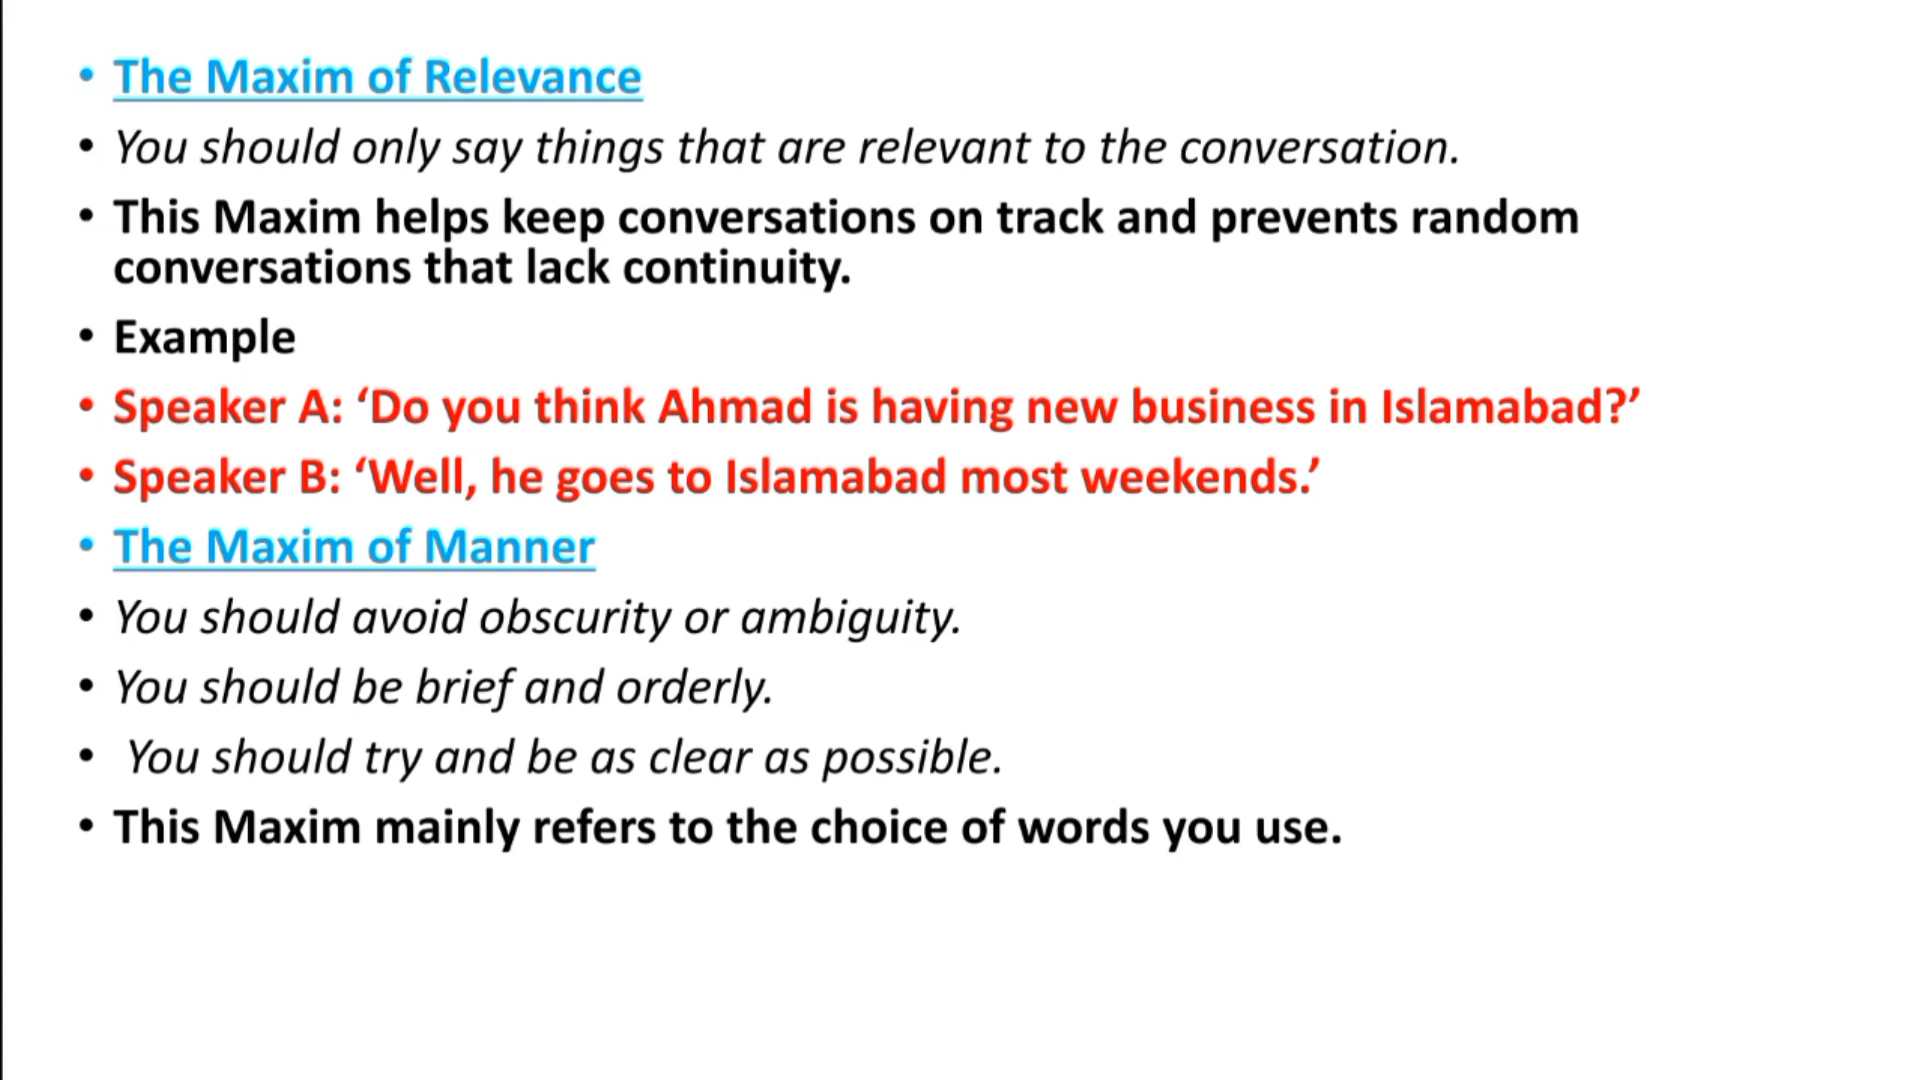 • The Maxim of Relevance
• You should only say things that are relevant to the conversation.
• This Maxim helps keep conversations on track and prevents random
conversations that lack continuity.
• Example
• Speaker A: ‘Do you think Ahmad is having new business in Islamabad?’
• Speaker B: ‘Well, he goes to Islamabad most weekends.’
• The Maxim of Manner
• You should avoid obscurity or ambiguity.
• You should be brief and orderly.
• You should try and be as clear as possible.
• This Maxim mainly refers to the choice of words you use.